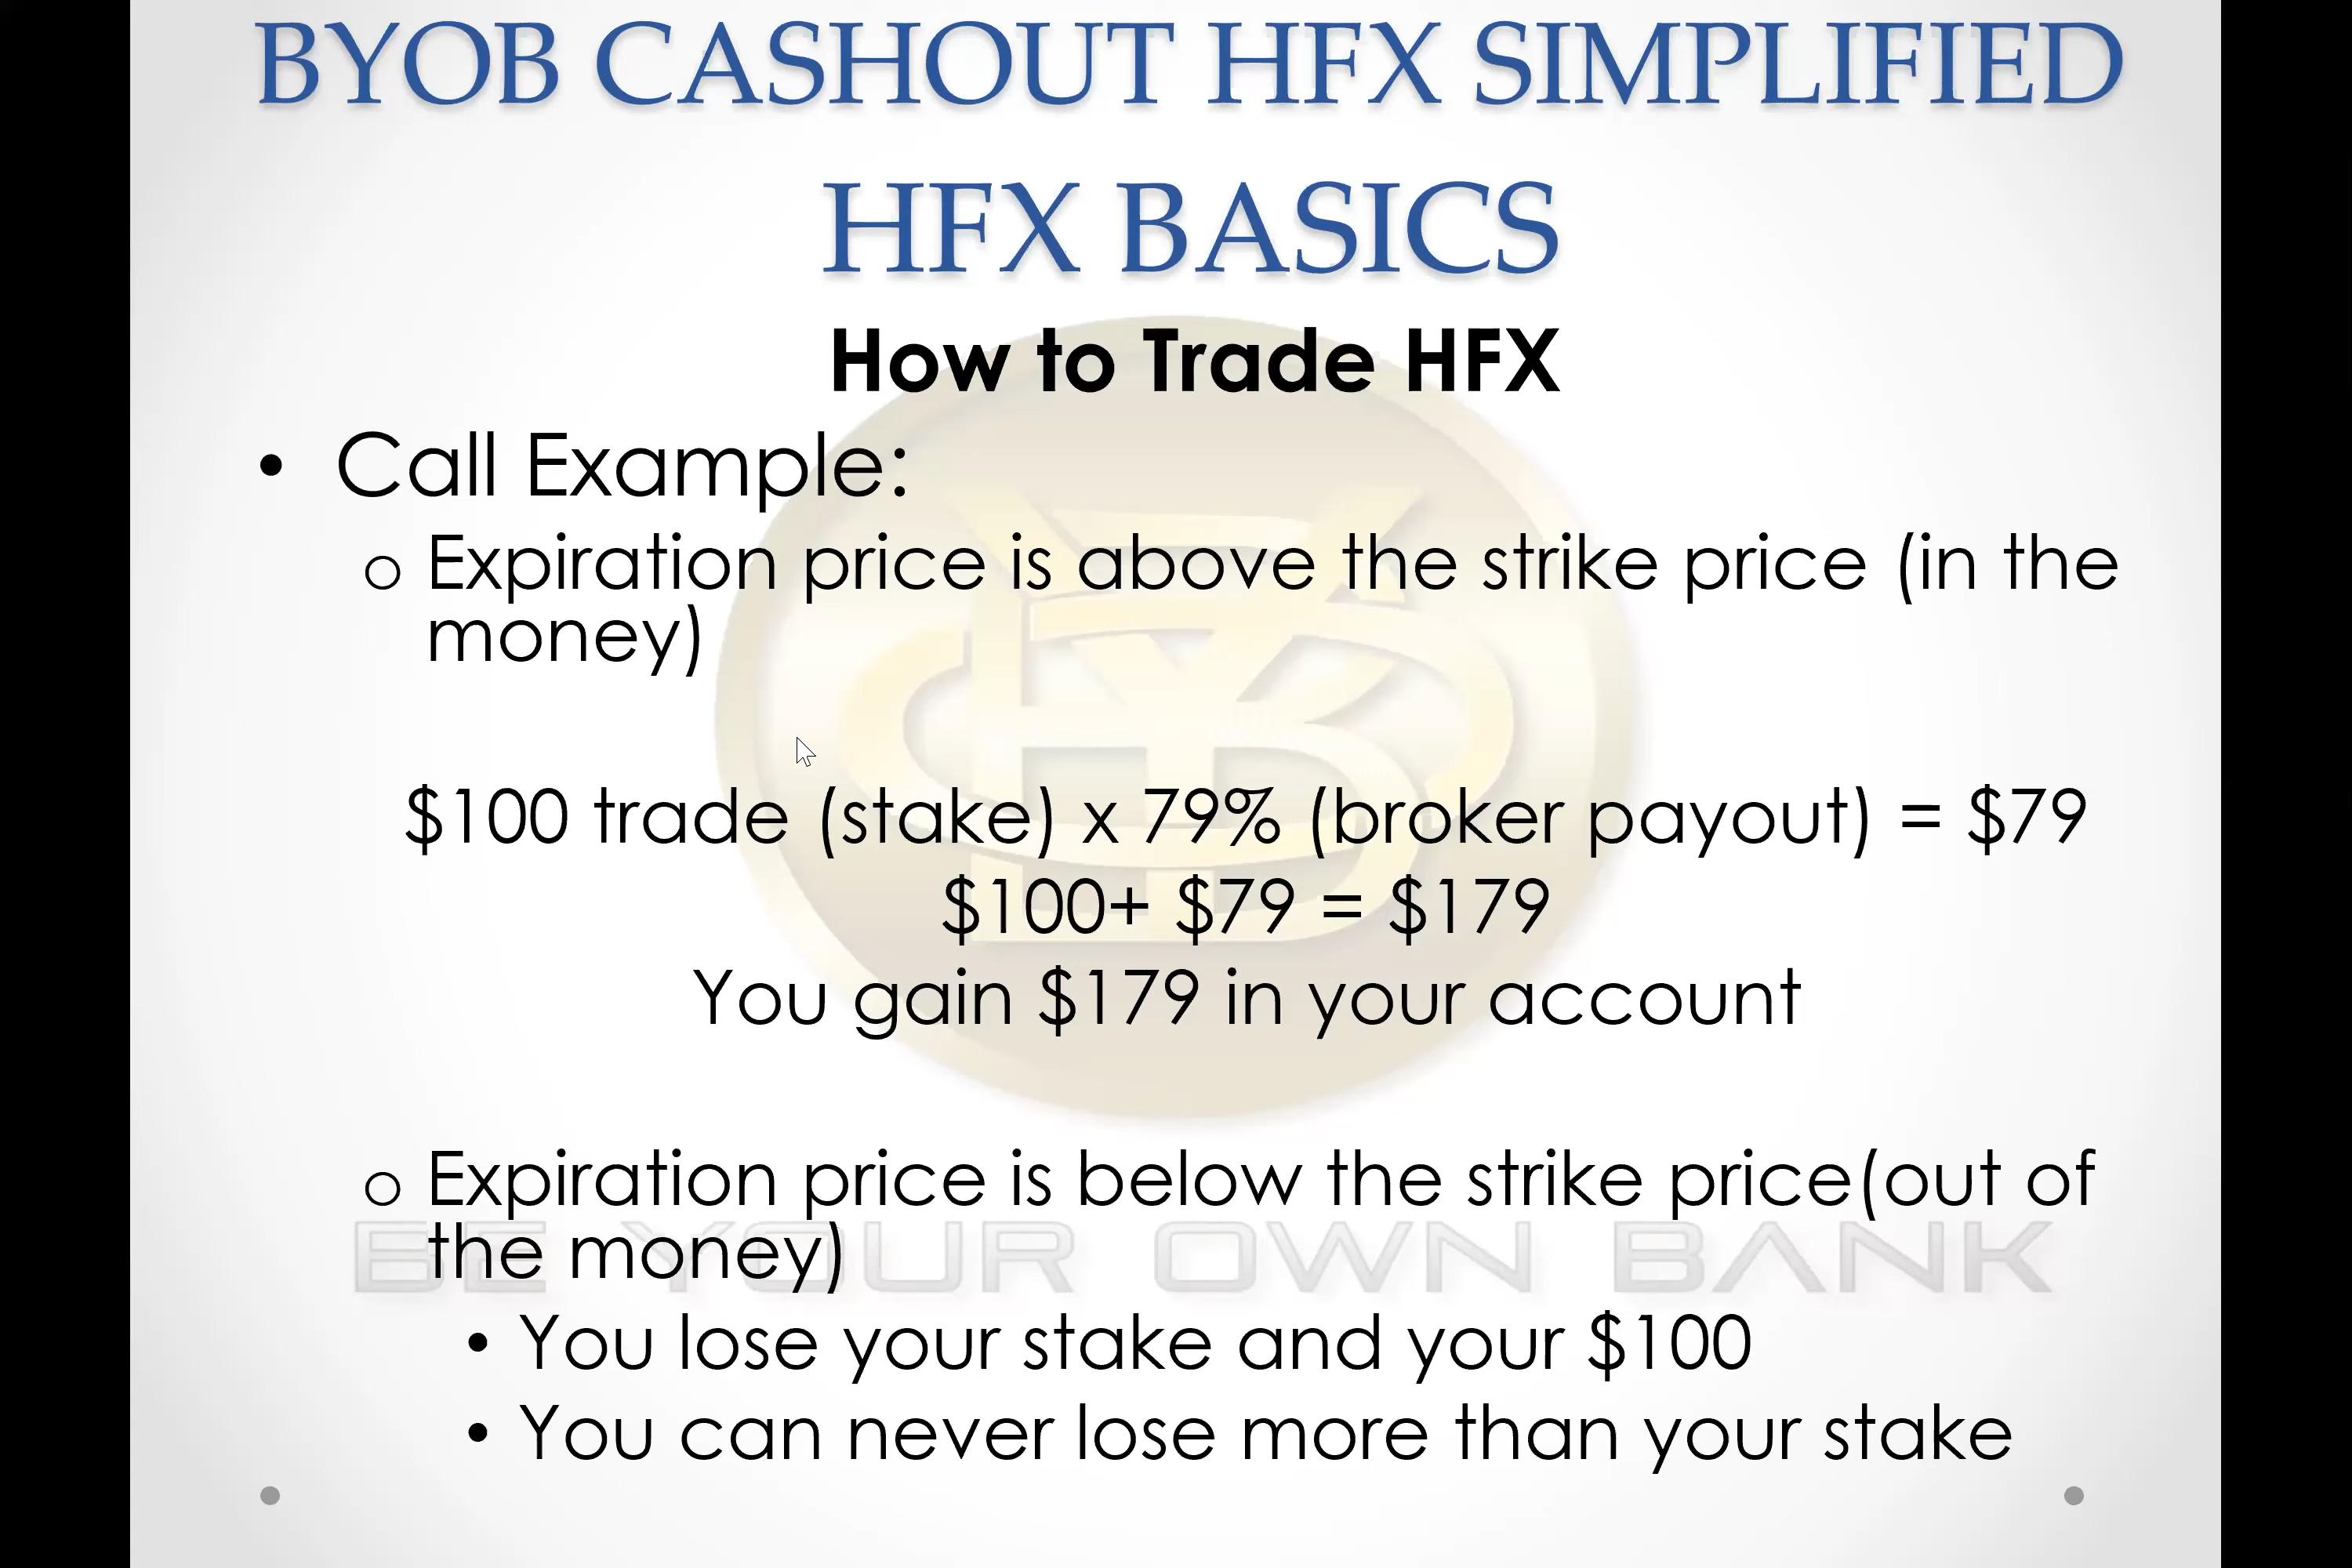 BYOB CASHOUT HFX SIMPLIFIED
HFX BASICS
How to Trade HFX
• Call Example:
o Expiration price is above the strike price (in the
money)
$100 trade (stake) x 79% (broker payout) = $79
$100+ $79 = $179
You gain $179 in your account
o Expiration price is below the strike price(out of
the money)
BE YOUR OWN BANK
• You lose your stake and your $100
• You can never lose more than your stake